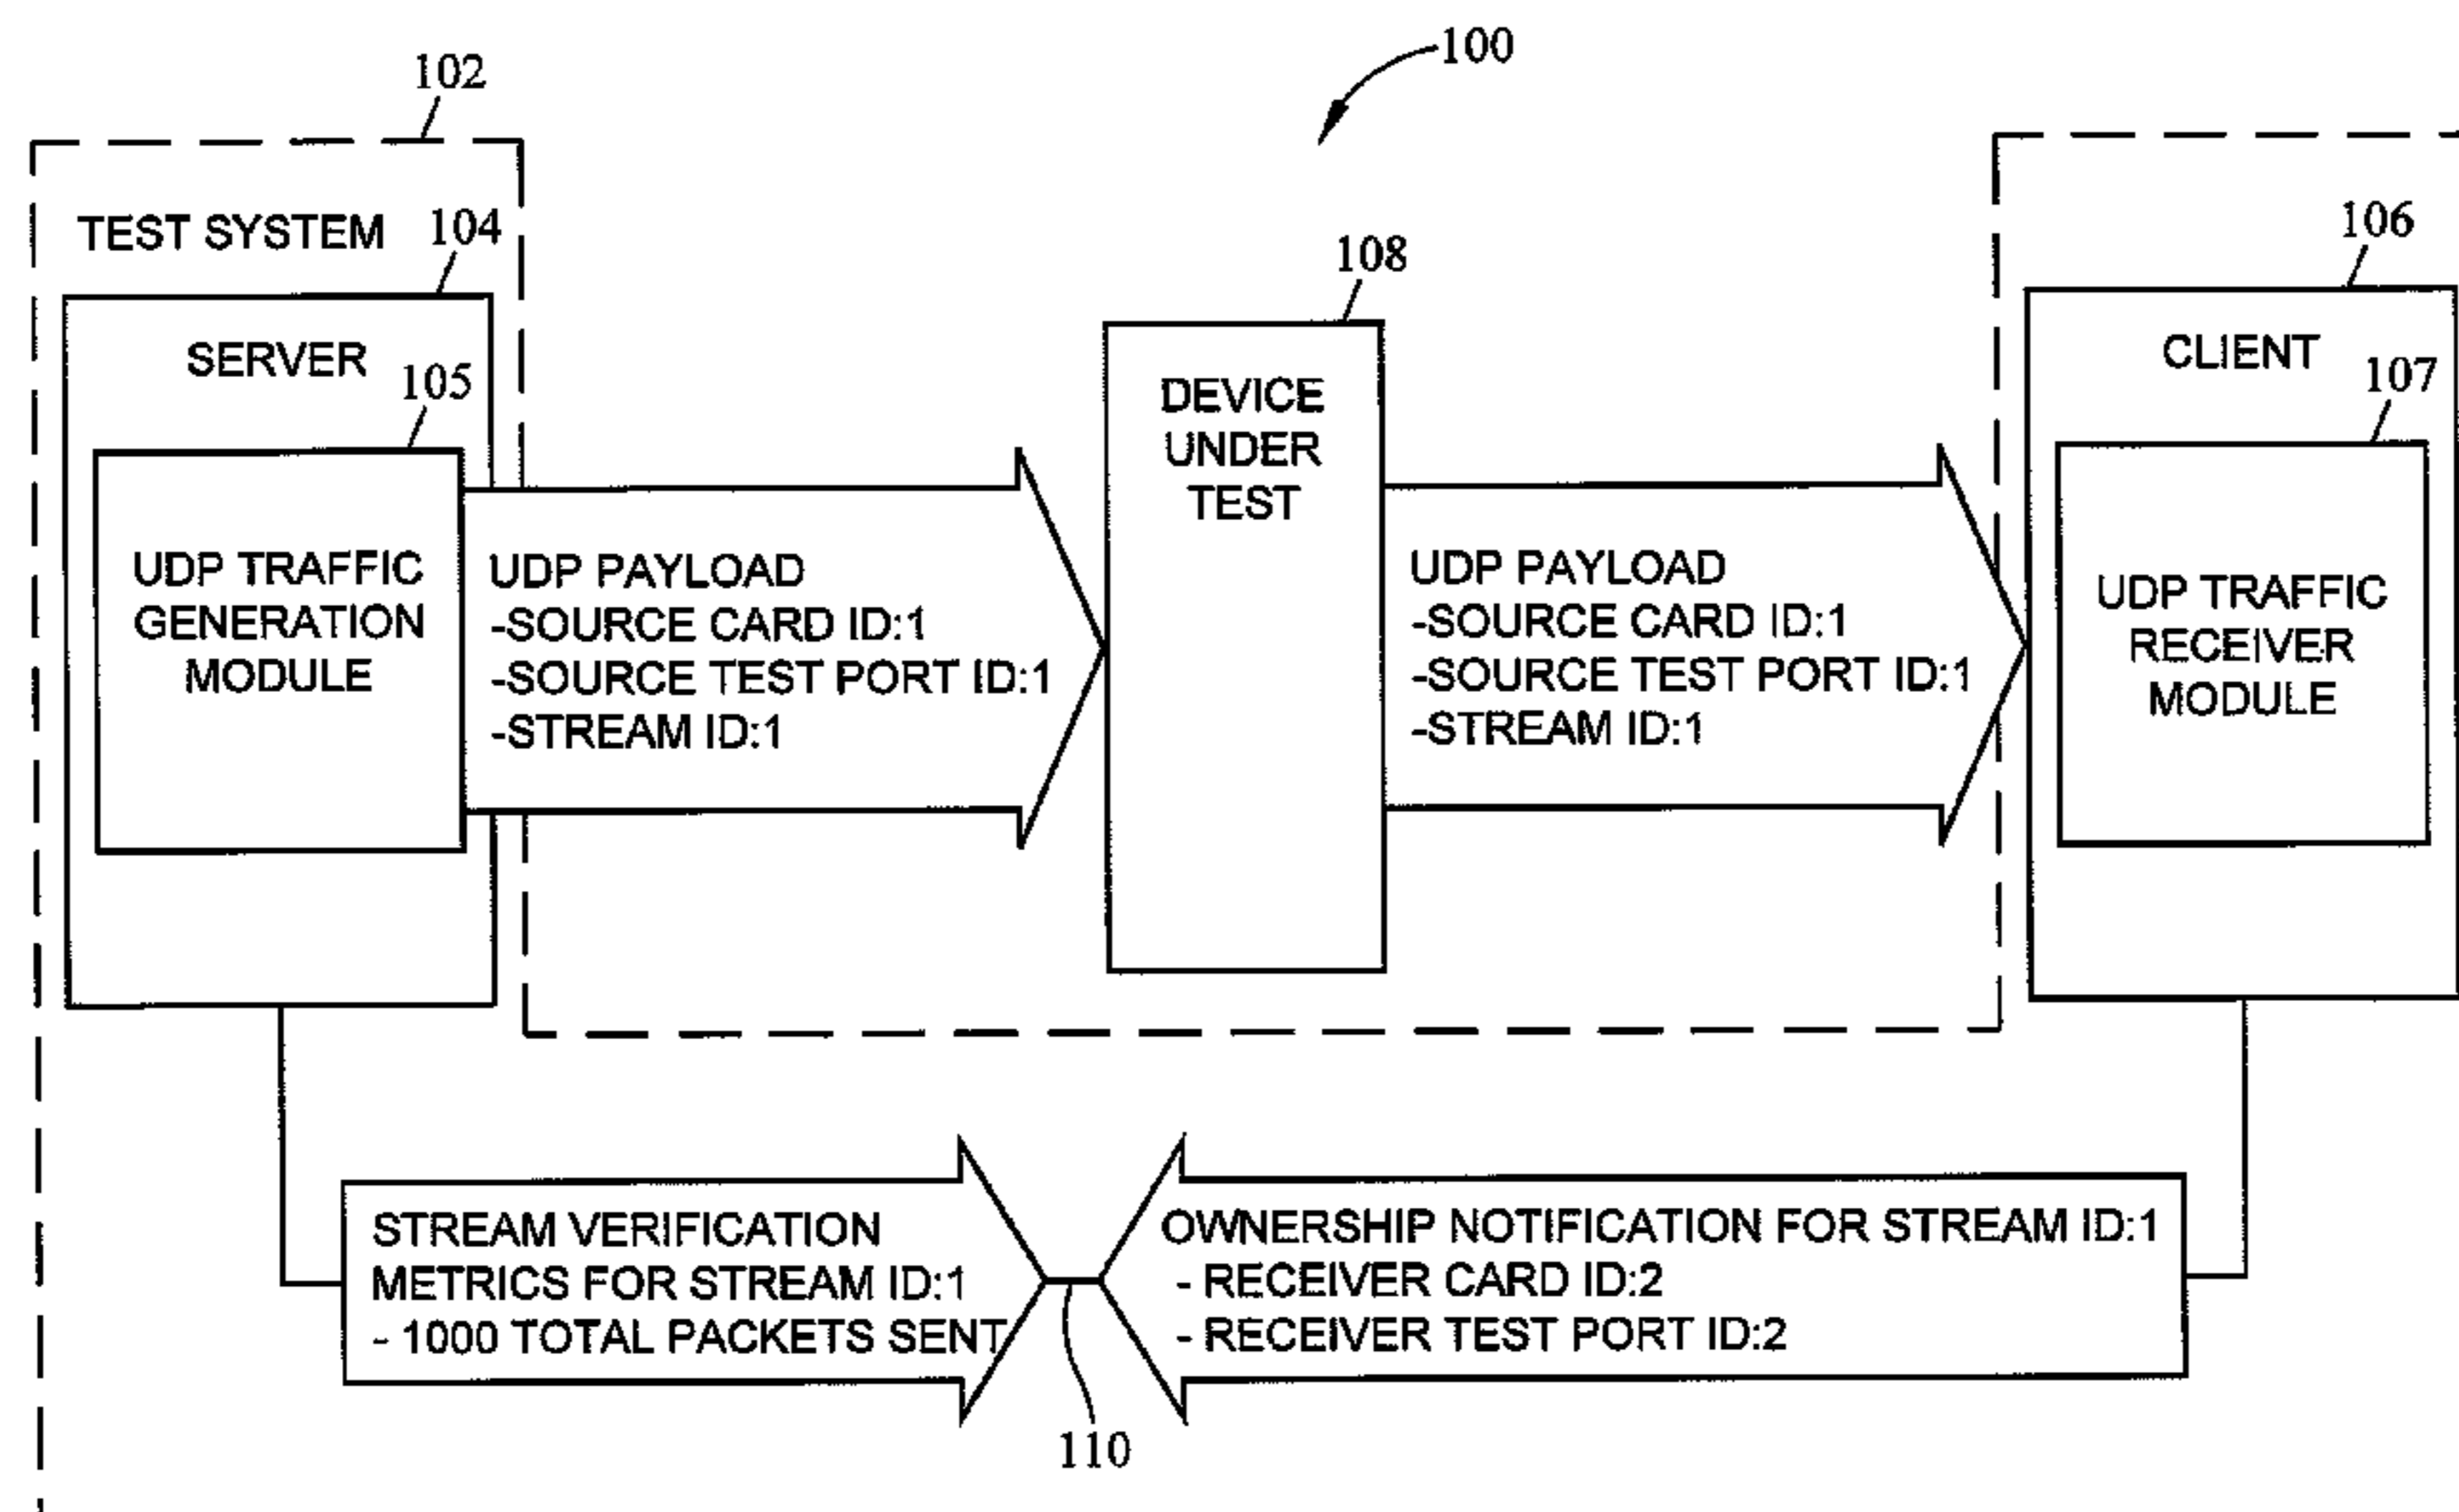 100
102
TEST SYSTEM
104
106
108
SERVER
105
CLIENT
107
DEVICE
UNDER
TEST
UDP TRAFFIC
GENERATION
MODULE
UDP PAYLOAD
-SOURCE CARD ID:1
-SOURCE TEST PORT ID:1
-STREAM ID:1
UDP PAYLOAD
-SOURCE CARD ID:1
-SOURCE TEST PORT ID:1
-STREAM ID:1
UDP TRAFFIC
RECEIVER
MODULE
STREAM VERIFICATION
METRICS FOR STREAM ID:1
- 1000 TOTAL PACKETS SENT
OWNERSHIP NOTIFICATION FOR STREAM ID:1
- RECEIVER CARD ID:2
- RECEIVER TEST PORT ID:2
110